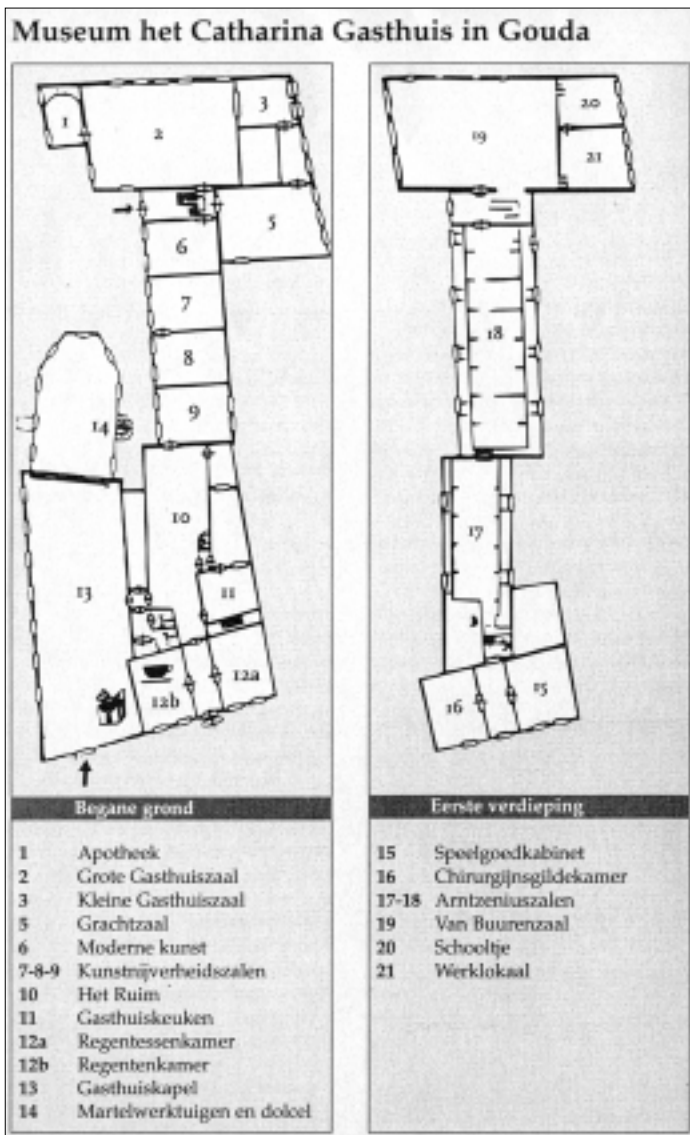 Museum het Catharina Gasthuis in Gouda
1
2
3
5
6
7
8
9
14
10
13
11
12b
12a
Begane grond
1 Apotheek
2 Grote Gasthuiszaal
3 Kleine Gasthuiszaal
5 Grachtzaal
6 Moderne kunst
7-8-9 Kunstnijverheidszalen
10 Het Ruim
11 Gasthuiskeuken
12a Regentessenkamer
12b Regentenkamer
13 Gasthuiskapel
14 Martelwerktuigen en dolcel
19
20
21
18
17
16
15
Eerste verdieping
15 Speelgoedkabinet
16 Chirurgijnsgildekamer
17-18 Arntzeniuszalen
19 Van Buurenzaal
20 Schooltje
21 Werklokaal